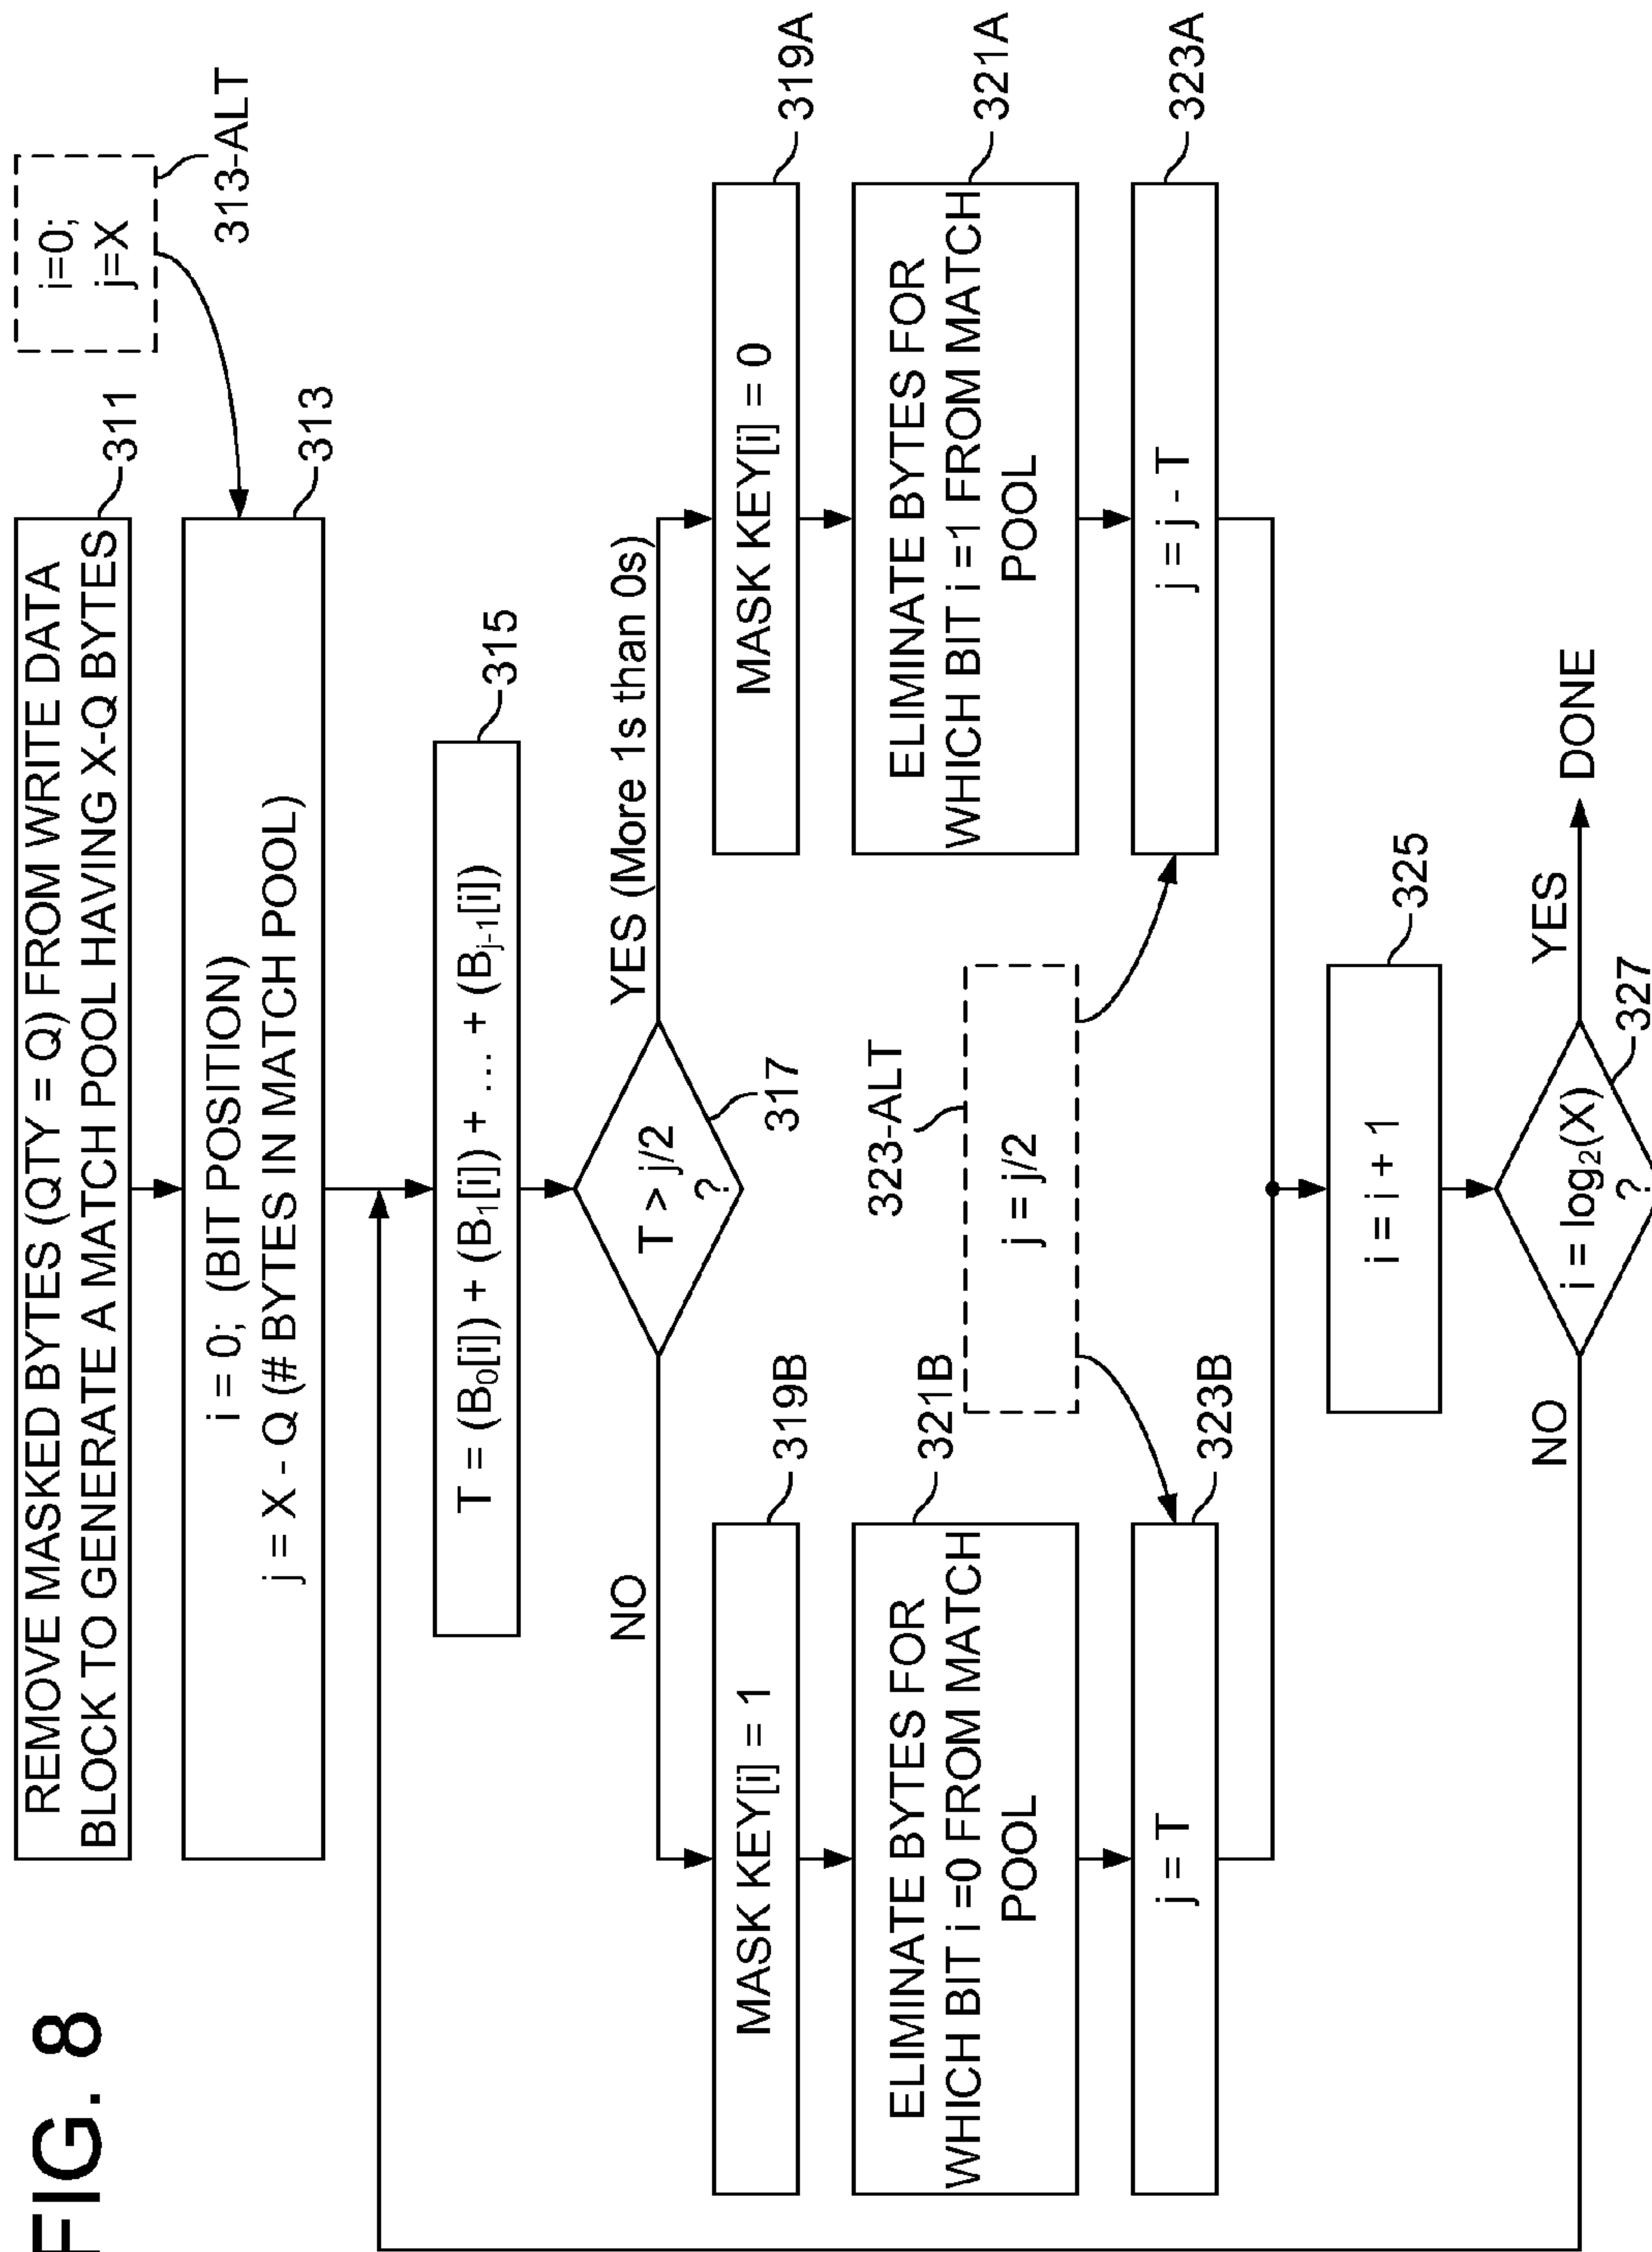 FIG. 8
REMOVE MASKED BYTES (QTY = Q) FROM WRITE DATA
BLOCK TO GENERATE A MATCH POOL HAVING X-Q BYTES
311
i=0;
j=X
313-ALT
i = 0; (BIT POSITION)
j = X - Q (# BYTES IN MATCH POOL)
313
T = (B₀[i]) + (B₁[i]) + ... + (Bⱼ₋₁[i])
315
T > j/2
?
317
NO
YES (More 1s than 0s)
MASK KEY[i] = 1
319B
MASK KEY[i] = 0
319A
ELIMINATE BYTES FOR
WHICH BIT i =0 FROM MATCH
POOL
321B
ELIMINATE BYTES FOR
WHICH BIT i =1 FROM MATCH
POOL
321A
323-ALT
j = j/2
j = T
323B
j = j - T
323A
i = i + 1
325
i = log₂(X)
?
327
NO
YES
DONE